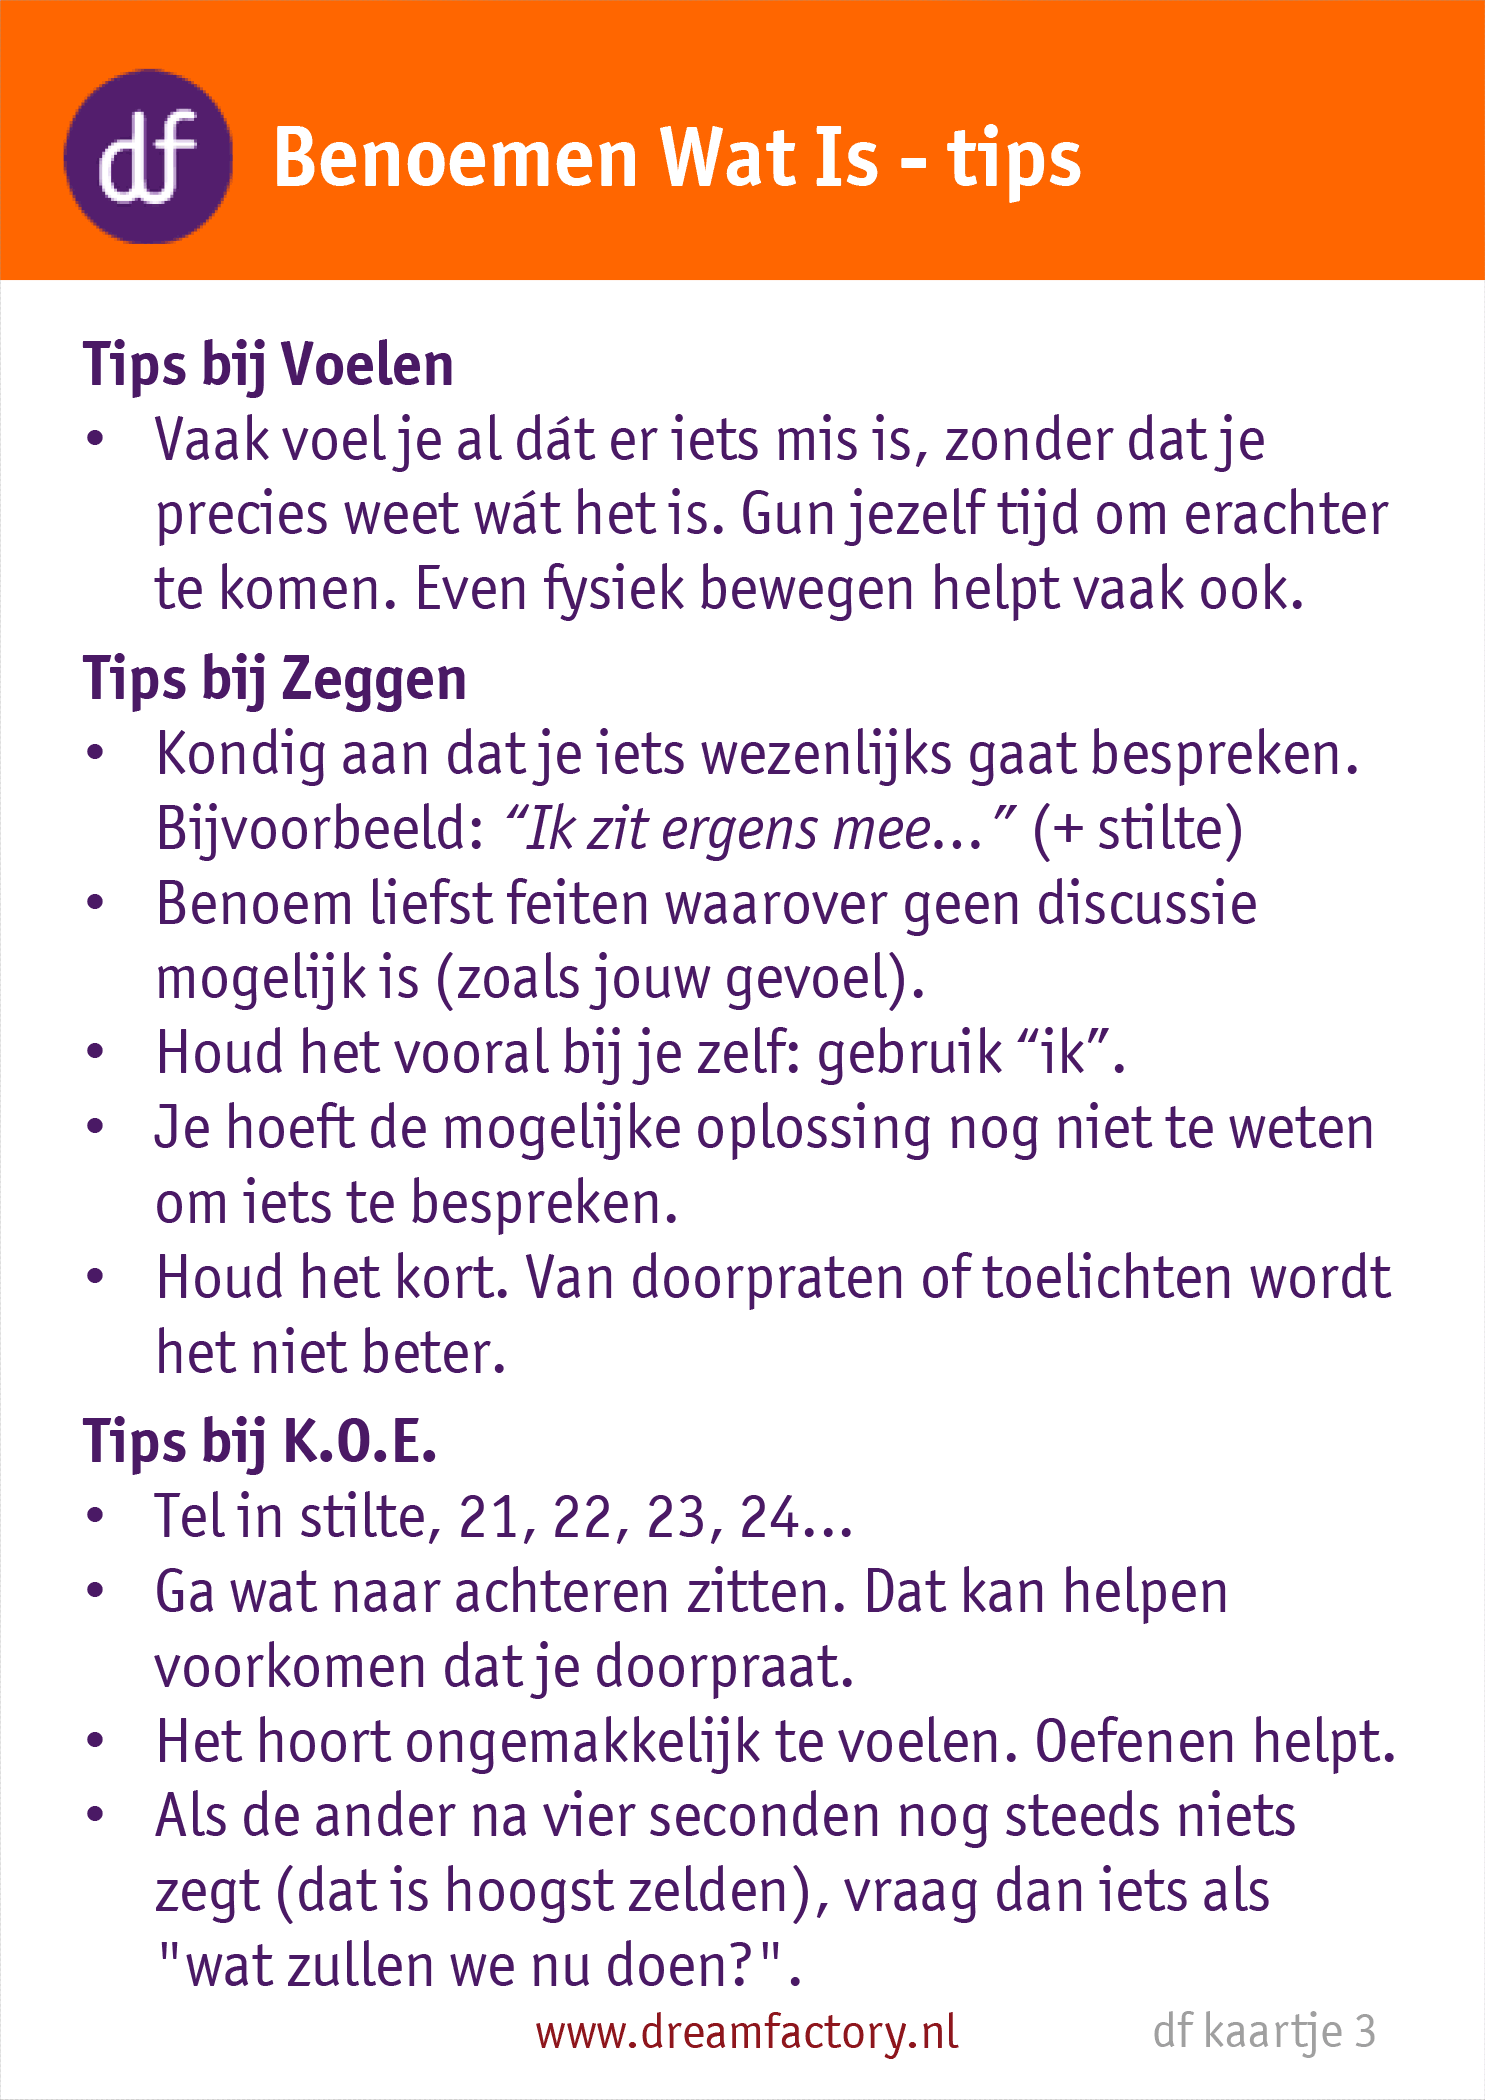 df
Benoemen Wat Is - tips
Tips bij Voelen
• Vaak voel je al dát er iets mis is, zonder dat je
precies weet wát het is. Gun jezelf tijd om erachter
te komen. Even fysiek bewegen helpt vaak ook.
Tips bij Zeggen
• Kondig aan dat je iets wezenlijks gaat bespreken.
Bijvoorbeeld: “Ik zit ergens mee...” (+ stilte)
• Benoem liefst feiten waarover geen discussie
mogelijk is (zoals jouw gevoel).
• Houd het vooral bij je zelf: gebruik “ik”.
• Je hoeft de mogelijke oplossing nog niet te weten
om iets te bespreken.
• Houd het kort. Van doorpraten of toelichten wordt
het niet beter.
Tips bij K.O.E.
• Tel in stilte, 21, 22, 23, 24...
• Ga wat naar achteren zitten. Dat kan helpen
voorkomen dat je doorpraat.
• Het hoort ongemakkelijk te voelen. Oefenen helpt.
• Als de ander na vier seconden nog steeds niets
zegt (dat is hoogst zelden), vraag dan iets als
"wat zullen we nu doen?".
www.dreamfactory.nl
df kaartje 3